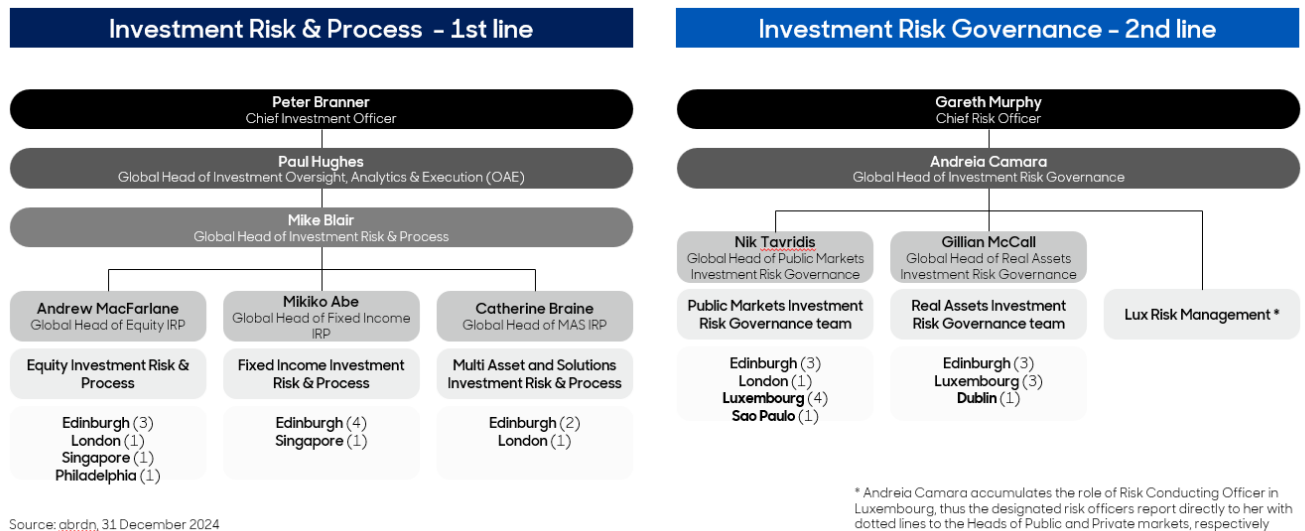 Investment Risk & Process - 1st line
Peter Branner
Chief Investment Officer
Paul Hughes
Global Head of Investment Oversight, Analytics & Execution (OAE)
Mike Blair
Global Head of Investment Risk & Process
Andrew MacFarlane
Global Head of Equity IRP
Mikiko Abe
Global Head of Fixed Income
IRP
Catherine Braine
Global Head of MAS IRP
Equity Investment Risk &
Process
Fixed Income Investment
Risk & Process
Multi Asset and Solutions
Investment Risk & Process
Edinburgh (3)
London (1)
Singapore (1)
Philadelphia (1)
Edinburgh (4)
Singapore (1)
Edinburgh (2)
London (1)
Source: abrdn, 31 December 2024
Investment Risk Governance - 2nd line
Gareth Murphy
Chief Risk Officer
Andreia Camara
Global Head of Investment Risk Governance
Nik Tavridis
Global Head of Public Markets
Investment Risk Governance
Gillian McCall
Global Head of Real Assets
Investment Risk Governance
Public Markets Investment
Risk Governance team
Real Assets Investment
Risk Governance team
Lux Risk Management *
Edinburgh (3)
London (1)
Luxembourg (4)
Sao Paulo (1)
Edinburgh (3)
Luxembourg (3)
Dublin (1)
* Andreia Camara accumulates the role of Risk Conducting Officer in
Luxembourg, thus the designated risk officers report directly to her with
dotted lines to the Heads of Public and Private markets, respectively